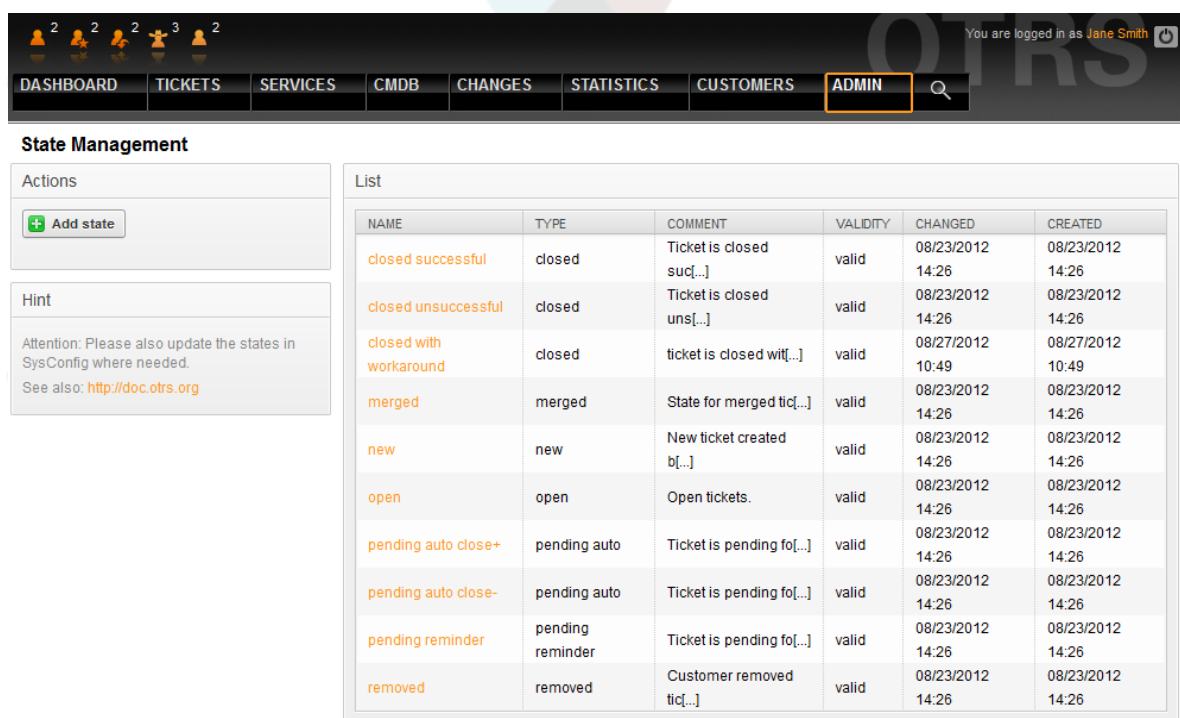 2 2 2 3 2
You are logged in as Jane Smith
OTRS
DASHBOARD TICKETS SERVICES CMDB CHANGES STATISTICS CUSTOMERS ADMIN
State Management
Actions
Add state
Hint
Attention: Please also update the states in
SysConfig where needed.
See also: http://doc.otrs.org
List
NAME TYPE COMMENT VALIDITY CHANGED CREATED
closed successful closed Ticket is closed suc[...] valid 08/23/2012 14:26 08/23/2012 14:26
closed unsuccessful closed Ticket is closed uns[...] valid 08/23/2012 14:26 08/23/2012 14:26
closed with workaround closed ticket is closed wit[...] valid 08/27/2012 10:49 08/27/2012 10:49
merged merged State for merged tic[...] valid 08/23/2012 14:26 08/23/2012 14:26
new new New ticket created b[...] valid 08/23/2012 14:26 08/23/2012 14:26
open open Open tickets. valid 08/23/2012 14:26 08/23/2012 14:26
pending auto close+ pending auto Ticket is pending fo[...] valid 08/23/2012 14:26 08/23/2012 14:26
pending auto close- pending auto Ticket is pending fo[...] valid 08/23/2012 14:26 08/23/2012 14:26
pending reminder pending reminder Ticket is pending fo[...] valid 08/23/2012 14:26 08/23/2012 14:26
removed removed Customer removed tic[...] valid 08/23/2012 14:26 08/23/2012 14:26